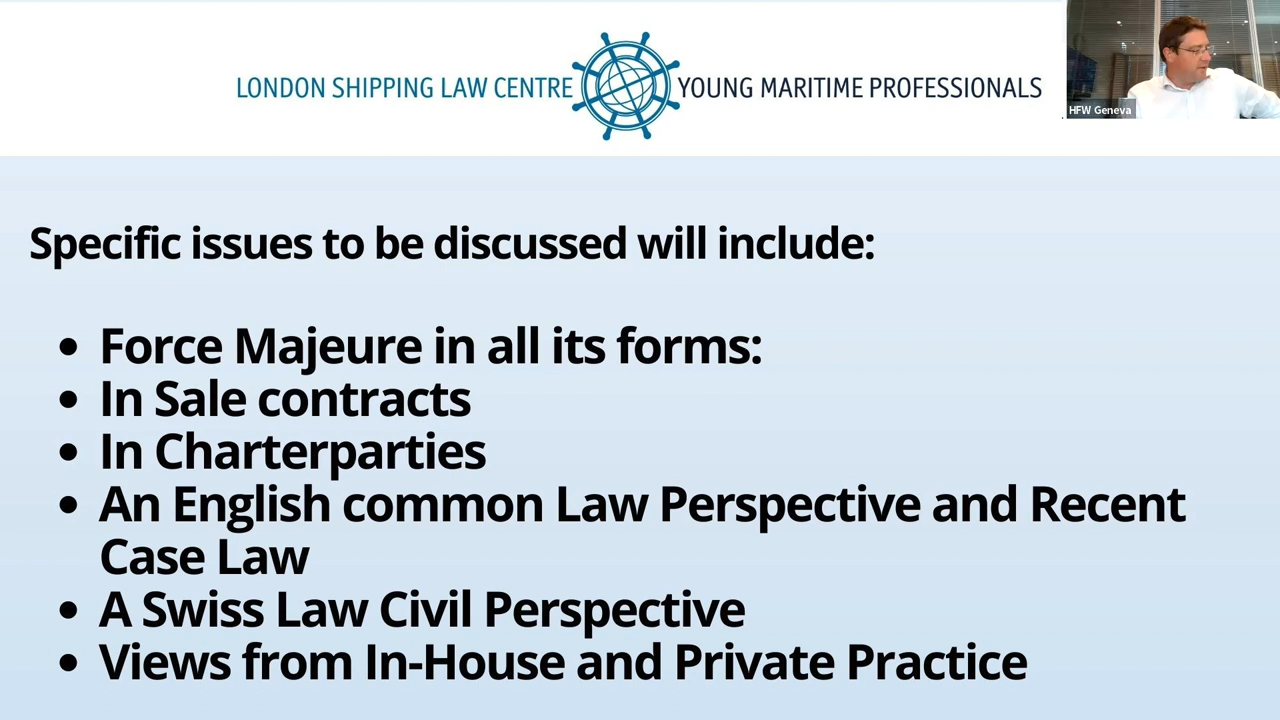 LONDON SHIPPING LAW CENTRE YOUNG MARITIME PROFESSIONALS
HFW Geneva
Specific issues to be discussed will include:
• Force Majeure in all its forms:
• In Sale contracts
• In Charterparties
• An English common Law Perspective and Recent
Case Law
• A Swiss Law Civil Perspective
• Views from In-House and Private Practice